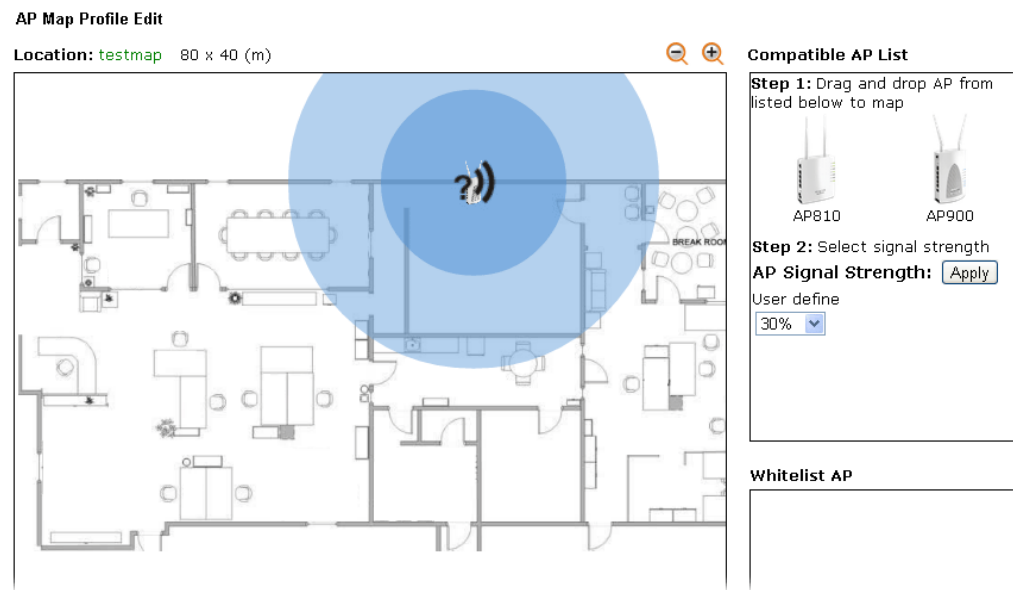 AP Map Profile Edit
Location: testmap 80 x 40 (m)
?
BREAK ROOM
Compatible AP List
Step 1: Drag and drop AP from
listed below to map
AP810 AP900
Step 2: Select signal strength
AP Signal Strength: Apply
User define
30%
Whitelist AP